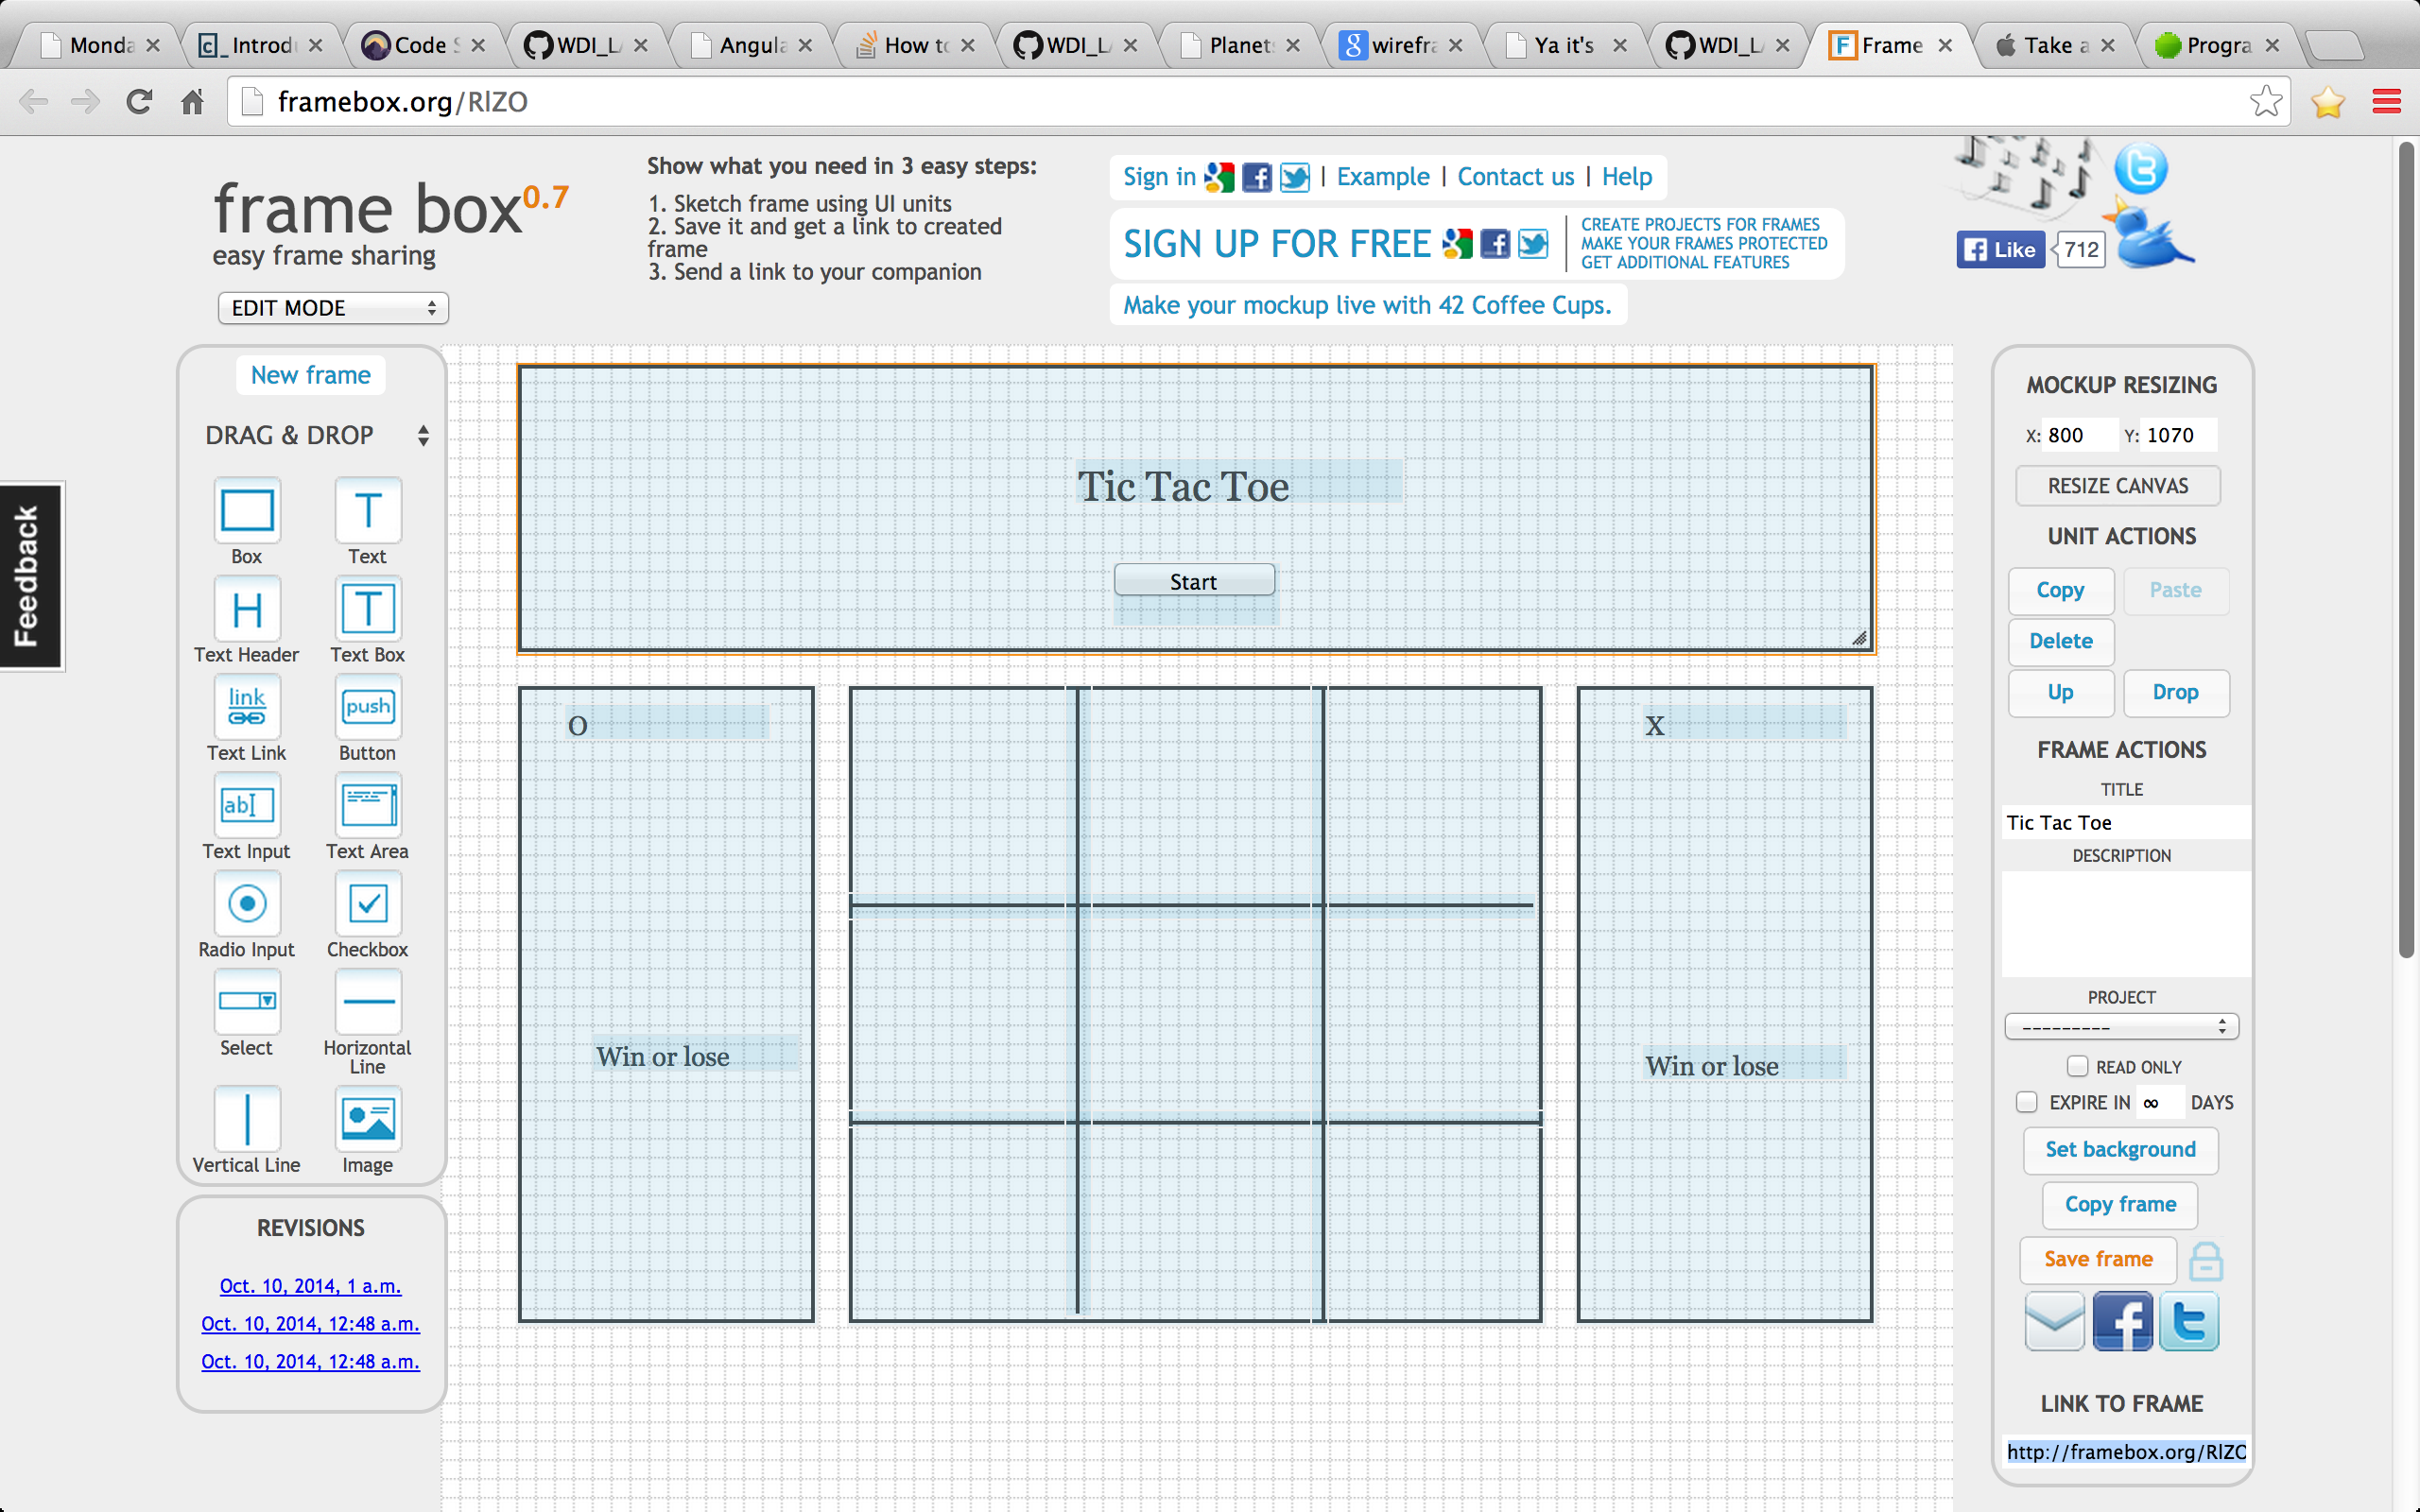 Monda
Introdu
Code S
WDI_LA
Angula
How to
WDI_LA
Planets
wirefra
Ya it's
WDI_LA
Frame
Take a
Progra
framebox.org/RlZO
frame box 0.7
easy frame sharing
EDIT MODE
Show what you need in 3 easy steps:
1. Sketch frame using UI units
2. Save it and get a link to created
frame
3. Send a link to your companion
Sign in | Example | Contact us | Help
SIGN UP FOR FREE
CREATE PROJECTS FOR FRAMES
MAKE YOUR FRAMES PROTECTED
GET ADDITIONAL FEATURES
Make your mockup live with 42 Coffee Cups.
Like 712
Feedback
New frame
DRAG & DROP
Box Text
Text Header Text Box
link push
Text Link Button
Text Input Text Area
Radio Input Checkbox
Select Horizontal
Line
Vertical Line Image
REVISIONS
Oct. 10, 2014, 1 a.m.
Oct. 10, 2014, 12:48 a.m.
Oct. 10, 2014, 12:48 a.m.
Tic Tac Toe
Start
O
X
Win or lose
Win or lose
MOCKUP RESIZING
X: 800 Y: 1070
RESIZE CANVAS
UNIT ACTIONS
Copy Paste
Delete
Up Drop
FRAME ACTIONS
TITLE
Tic Tac Toe
DESCRIPTION
PROJECT
---------
READ ONLY
EXPIRE IN ∞ DAYS
Set background
Copy frame
Save frame
LINK TO FRAME
http://framebox.org/RlZO